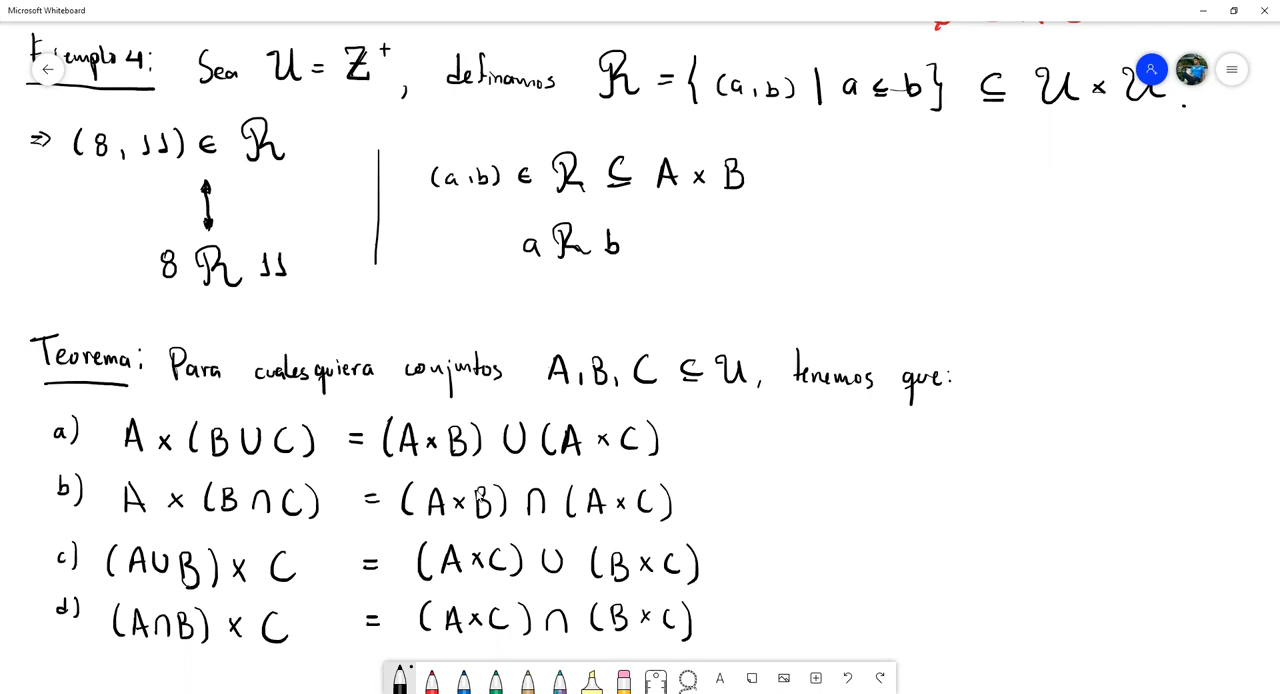 Microsoft Whiteboard
Ejemplo 4: Sea U = Z⁺, definamos R = { (a,b) | a ≤ b } ⊆ U × U.
⇒ (8, 11) ∈ R
(a,b) ∈ R ⊆ A × B
↕
a R b
8 R 11
Teorema: Para cualesquiera conjuntos A, B, C ⊆ U, tenemos que:
a) A × (B ∪ C) = (A × B) ∪ (A × C)
b) A × (B ∩ C) = (A × B) ∩ (A × C)
c) (A ∪ B) × C = (A × C) ∪ (B × C)
d) (A ∩ B) × C = (A × C) ∩ (B × C)
A